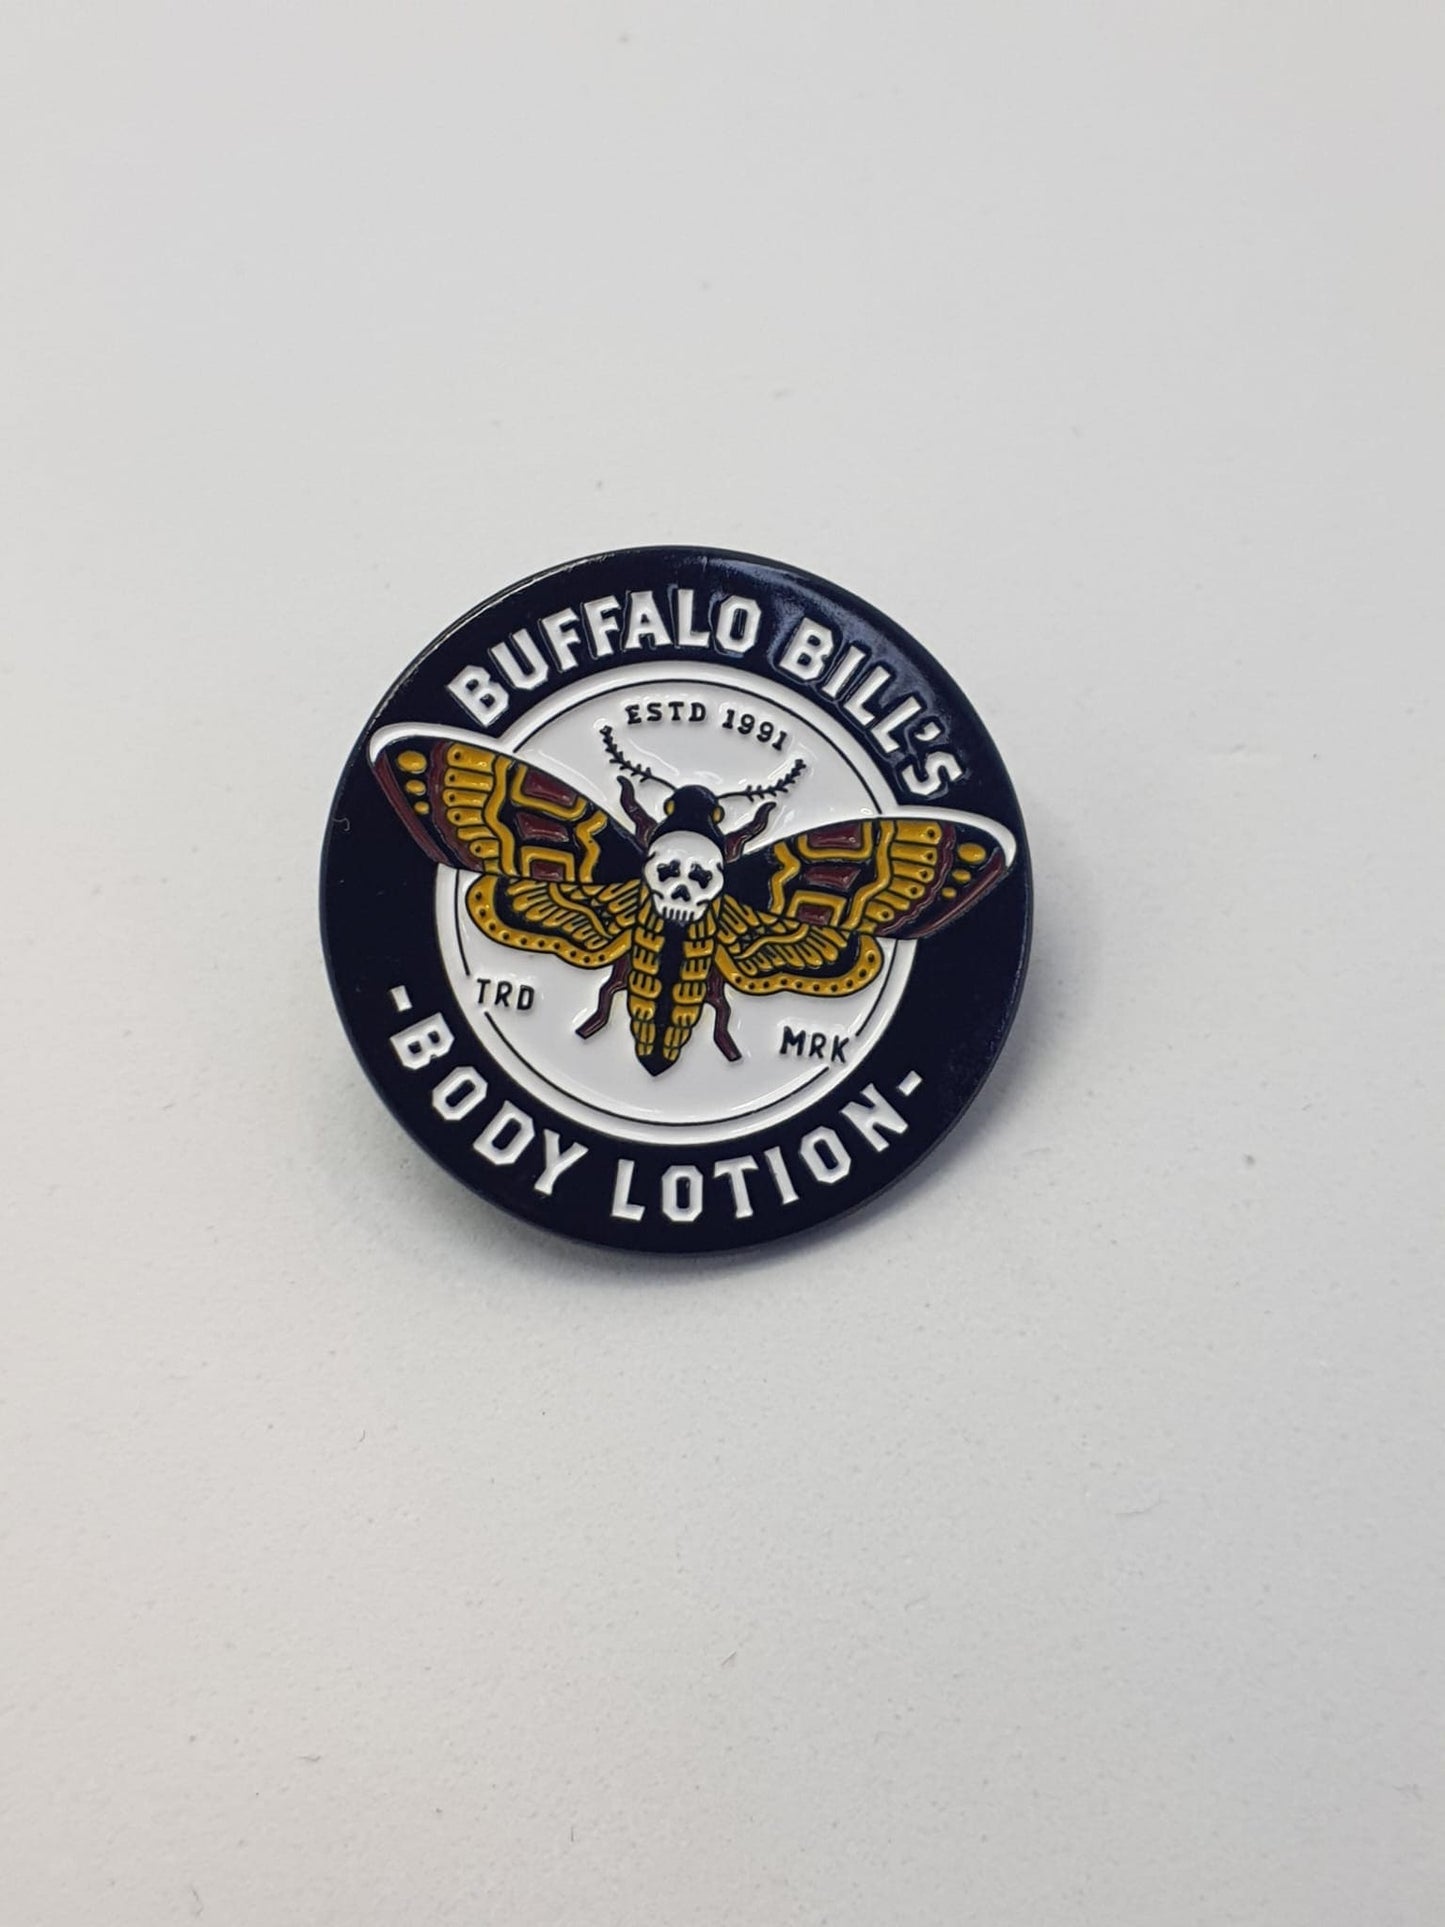 BUFFALO BILL'S
ESTD 1991
TRD
MRK
-BODY LOTION-